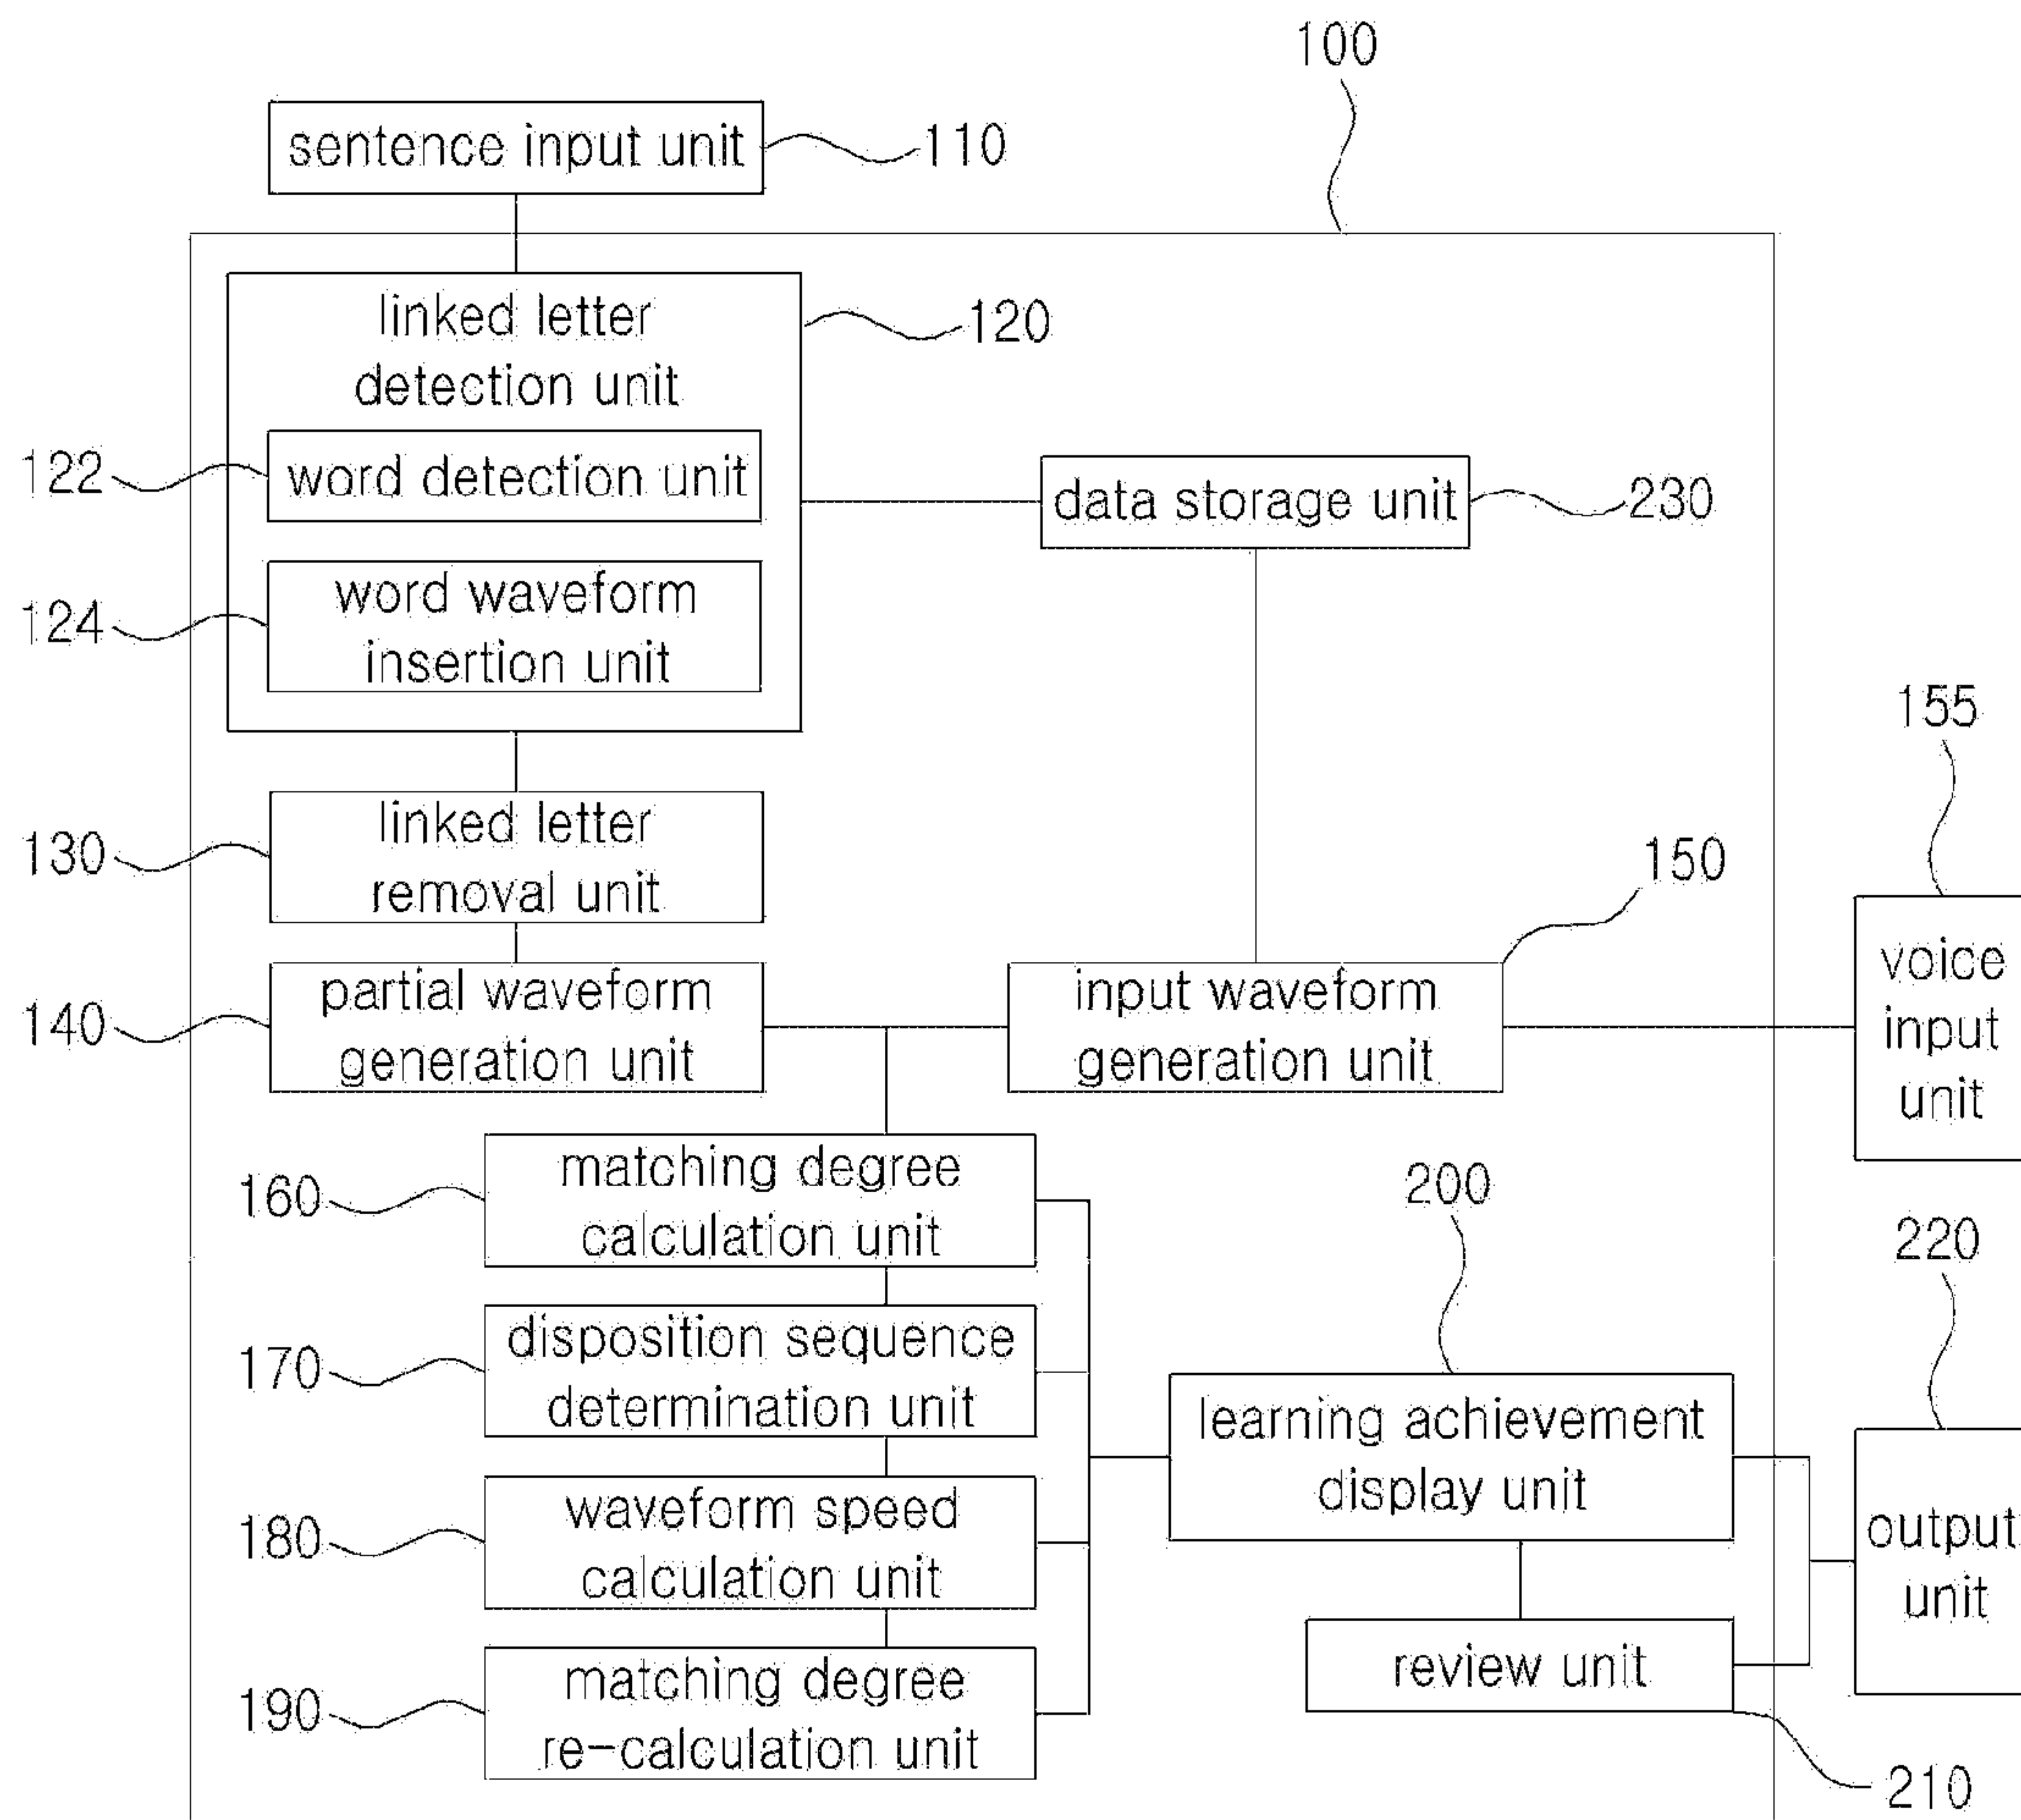 100
sentence input unit
110
linked letter
detection unit
120
122
word detection unit
data storage unit
230
124
word waveform
insertion unit
155
130
linked letter
removal unit
150
140
partial waveform
generation unit
input waveform
generation unit
voice
input
unit
160
matching degree
calculation unit
200
220
170
disposition sequence
determination unit
learning achievement
display unit
180
waveform speed
calculation unit
output
unit
190
matching degree
re-calculation unit
review unit
210